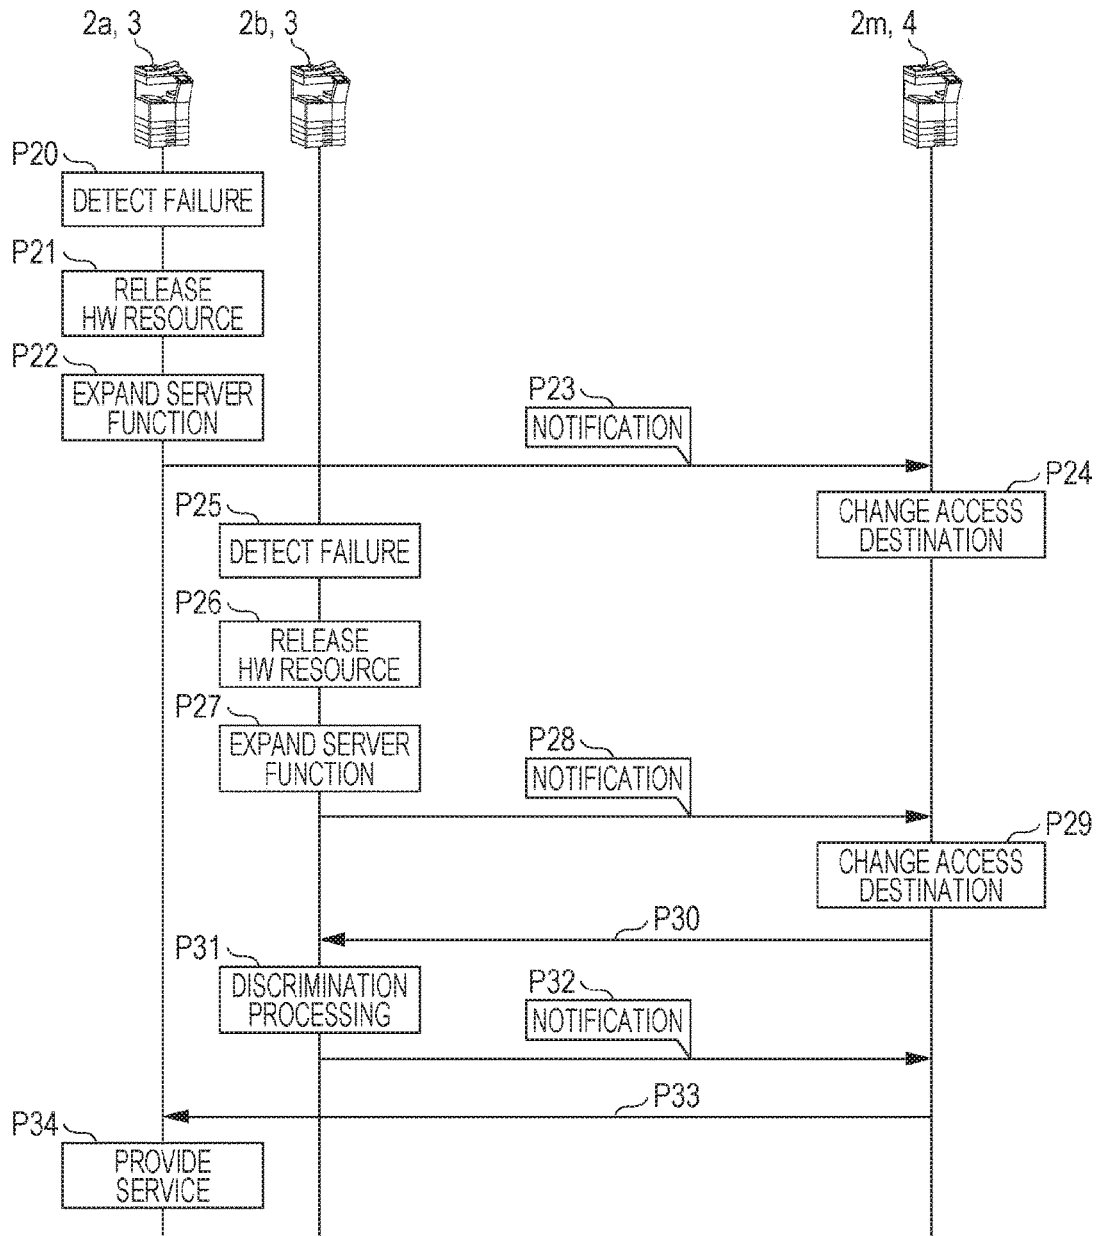 2a, 3
2b, 3
2m, 4
P20
DETECT FAILURE
P21
RELEASE
HW RESOURCE
P22
EXPAND SERVER
FUNCTION
P23
NOTIFICATION
P24
CHANGE ACCESS
DESTINATION
P25
DETECT FAILURE
P26
RELEASE
HW RESOURCE
P27
EXPAND SERVER
FUNCTION
P28
NOTIFICATION
P29
CHANGE ACCESS
DESTINATION
P30
P31
DISCRIMINATION
PROCESSING
P32
NOTIFICATION
P33
P34
PROVIDE
SERVICE